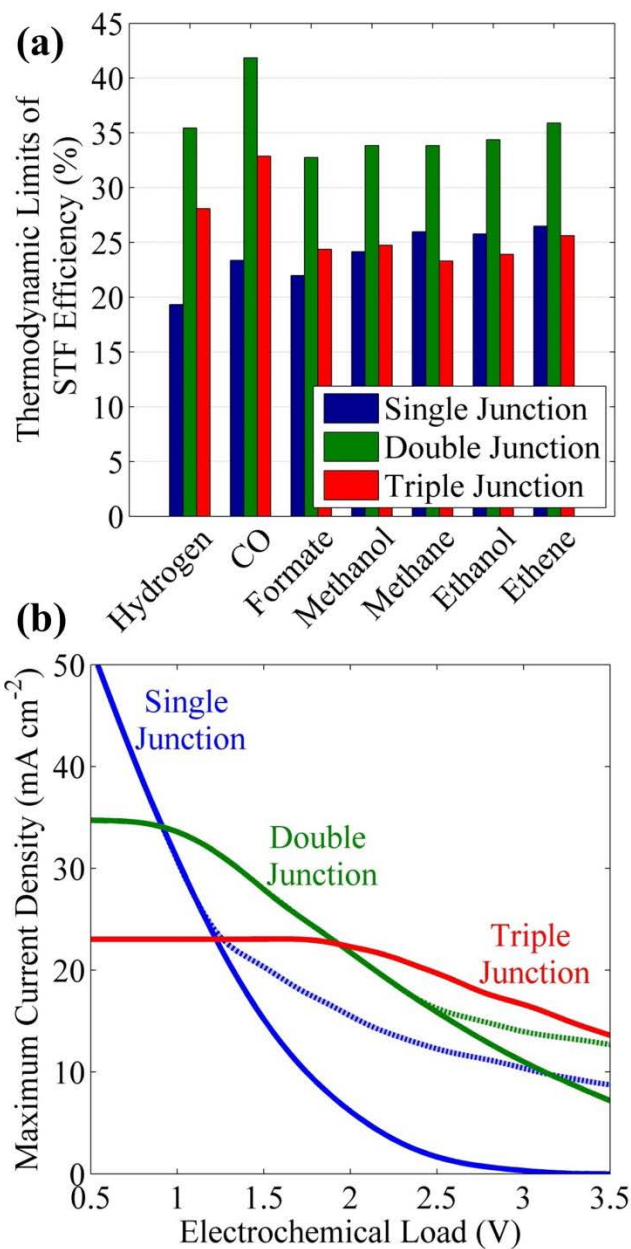 (a)
Thermodynamic Limits of
STF Efficiency (%)
45
40
35
30
25
20
15
10
5
0
Single Junction
Double Junction
Triple Junction
Hydrogen
CO
Formate
Methanol
Methane
Ethanol
Ethene
(b)
Maximum Current Density (mA cm⁻²)
50
40
30
20
10
0
Single
Junction
Double
Junction
Triple
Junction
0.5
1
1.5
2
2.5
3
3.5
Electrochemical Load (V)